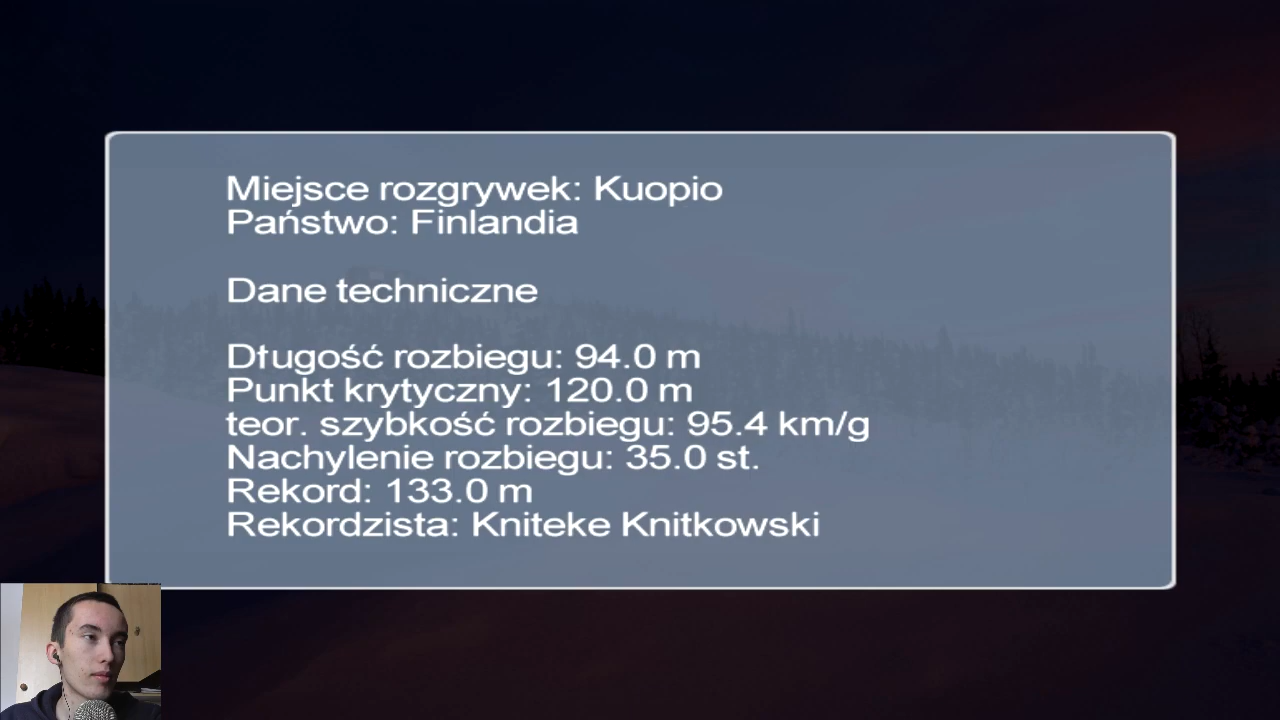 Miejsce rozgrywek: Kuopio
Państwo: Finlandia
Dane techniczne
Długość rozbiegu: 94.0 m
Punkt krytyczny: 120.0 m
teor. szybkość rozbiegu: 95.4 km/g
Nachylenie rozbiegu: 35.0 st.
Rekord: 133.0 m
Rekordzista: Kniteke Knitkowski